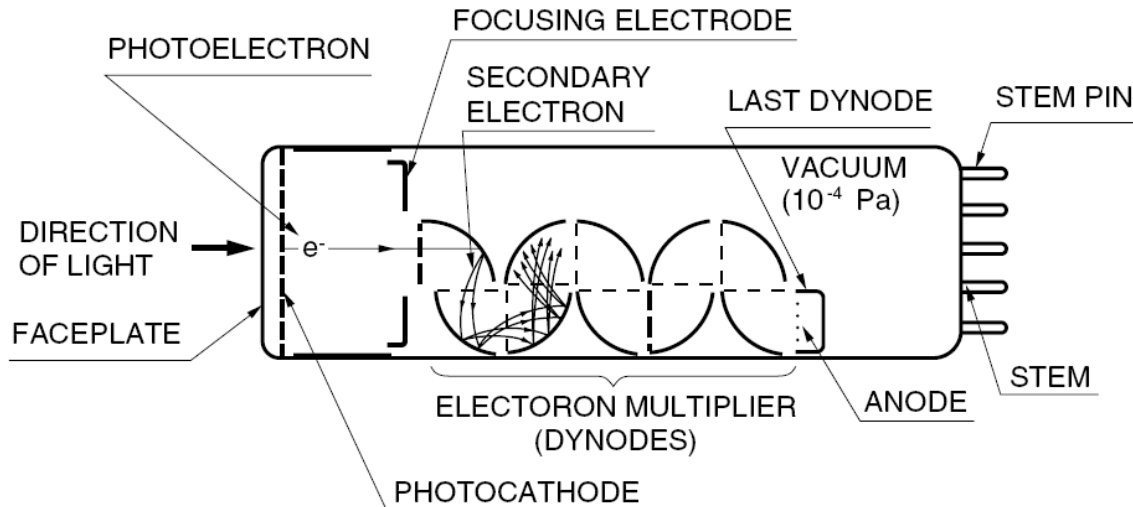 FOCUSING ELECTRODE
PHOTOELECTRON
SECONDARY
ELECTRON
LAST DYNODE
STEM PIN
VACUUM
(10⁻⁴ Pa)
DIRECTION
OF LIGHT
e⁻
FACEPLATE
STEM
ELECTORON MULTIPLIER
(DYNODES)
ANODE
PHOTOCATHODE